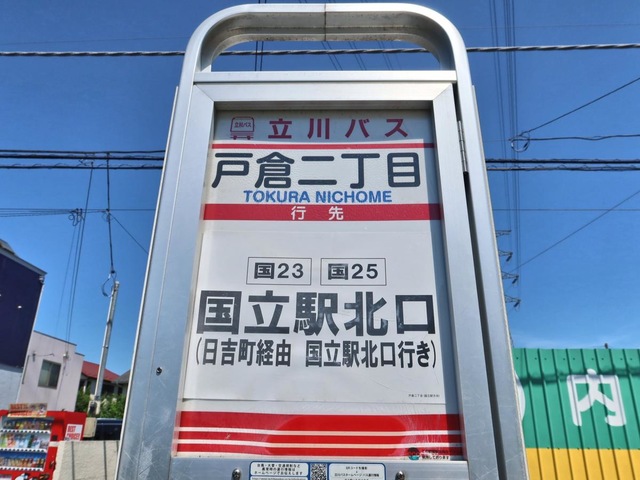 立川バス
戸倉二丁目
TOKURA NICHOME
行先
国23 国25
国立駅北口
(日吉町経由 国立駅北口行き)
内